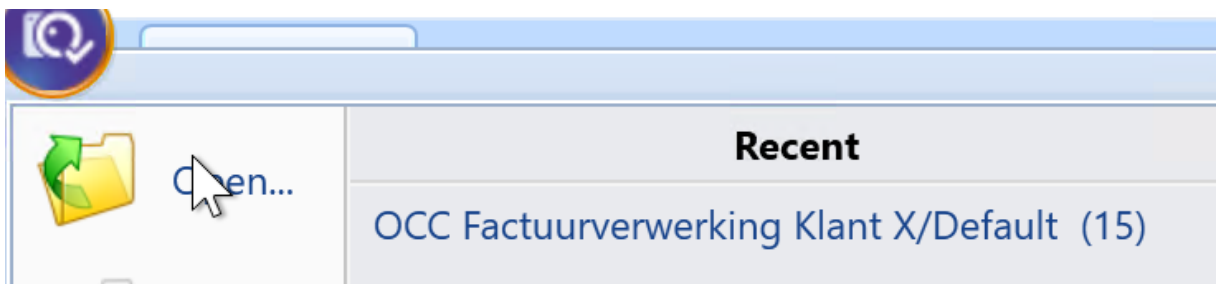 Open...
Recent
OCC Factuurverwerking Klant X/Default (15)